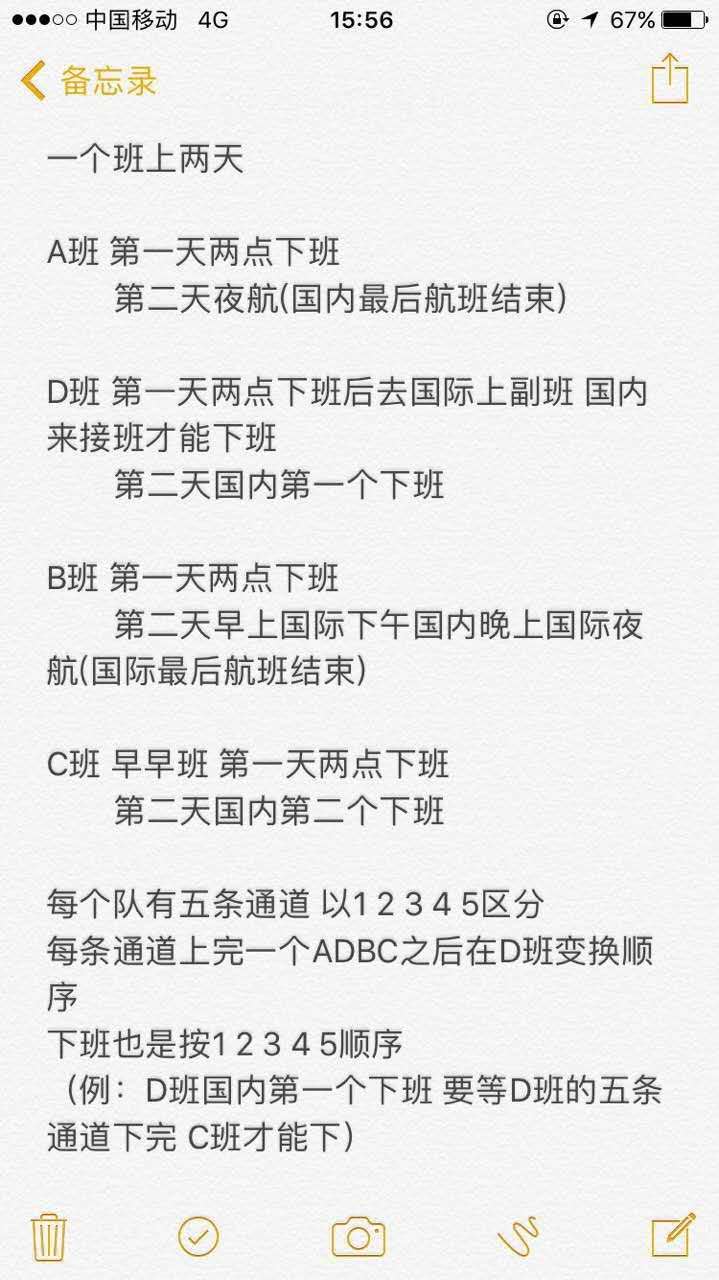 中国移动 4G 15:56 67%
备忘录
一个班上两天
A班 第一天两点下班
第二天夜航(国内最后航班结束)
D班 第一天两点下班后去国际上副班 国内
来接班才能下班
第二天国内第一个下班
B班 第一天两点下班
第二天早上国际下午国内晚上国际夜
航(国际最后航班结束)
C班 早早班 第一天两点下班
第二天国内第二个下班
每个队有五条通道 以1 2 3 4 5区分
每条通道上完一个ADBC之后在D班变换顺
序
下班也是按1 2 3 4 5顺序
（例：D班国内第一个下班 要等D班的五条
通道下完 C班才能下）